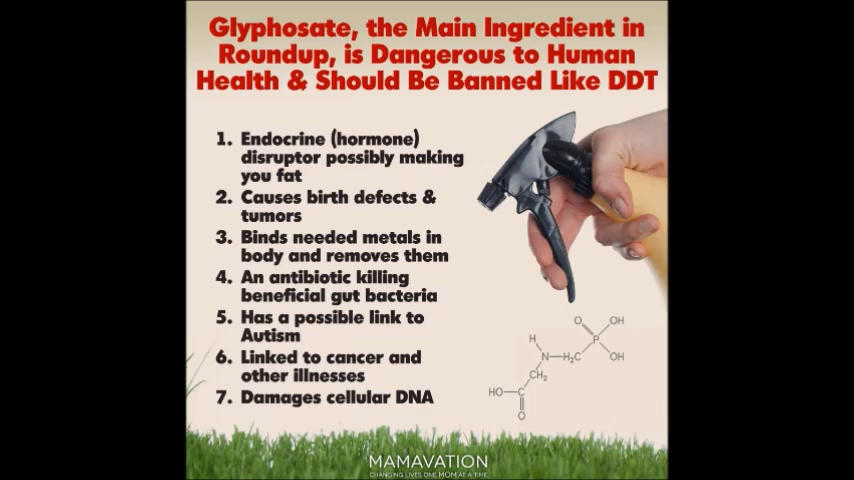 Glyphosate, the Main Ingredient in
Roundup, is Dangerous to Human
Health & Should Be Banned Like DDT
1. Endocrine (hormone)
disruptor possibly making
you fat
2. Causes birth defects &
tumors
3. Binds needed metals in
body and removes them
4. An antibiotic killing
beneficial gut bacteria
5. Has a possible link to
Autism
6. Linked to cancer and
other illnesses
7. Damages cellular DNA
O
OH
P
OH
H
N
H₂C
CH₂
HO
C
O
MAMAVATION
CHANGING LIVES ONE MOM AT A TIME